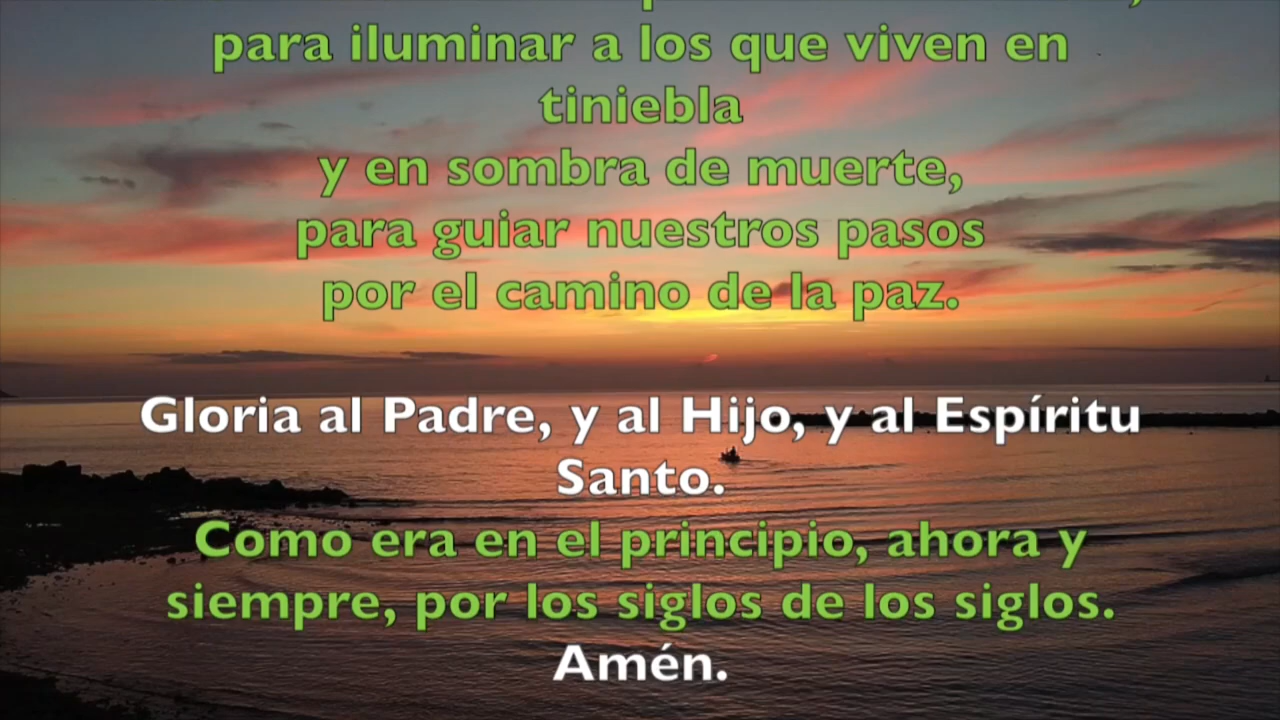 para iluminar a los que viven en
tiniebla
y en sombra de muerte,
para guiar nuestros pasos
por el camino de la paz.
Gloria al Padre, y al Hijo, y al Espíritu
Santo.
Como era en el principio, ahora y
siempre, por los siglos de los siglos.
Amén.